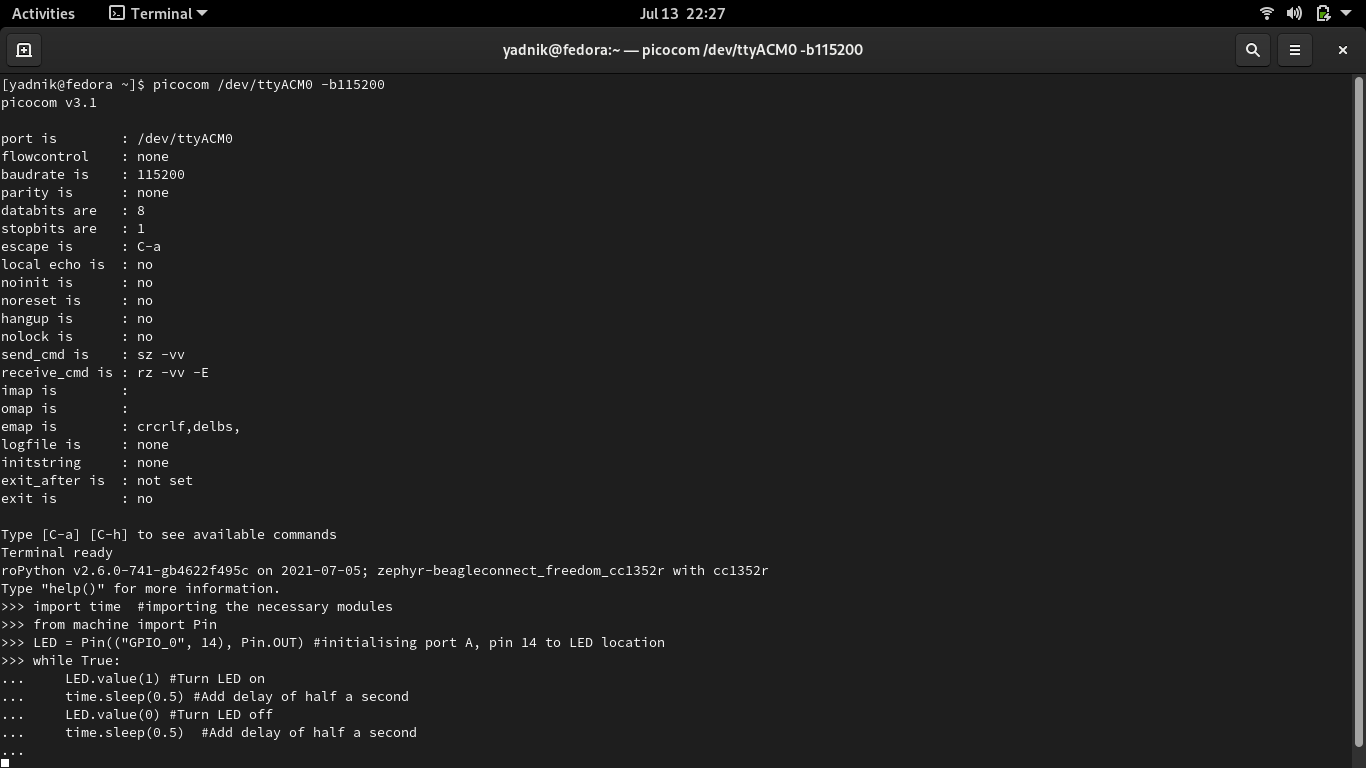 Activities Terminal Jul 13 22:27
yadnik@fedora:~ — picocom /dev/ttyACM0 -b115200
[yadnik@fedora ~]$ picocom /dev/ttyACM0 -b115200
picocom v3.1
port is        : /dev/ttyACM0
flowcontrol    : none
baudrate is    : 115200
parity is      : none
databits are   : 8
stopbits are   : 1
escape is      : C-a
local echo is  : no
noinit is      : no
noreset is     : no
hangup is      : no
nolock is      : no
send_cmd is    : sz -vv
receive_cmd is : rz -vv -E
imap is        :
omap is        :
emap is        : crcrlf,delbs,
logfile is     : none
initstring     : none
exit_after is  : not set
exit is        : no
Type [C-a] [C-h] to see available commands
Terminal ready
roPython v2.6.0-741-gb4622f495c on 2021-07-05; zephyr-beagleconnect_freedom_cc1352r with cc1352r
Type "help()" for more information.
>>> import time  #importing the necessary modules
>>> from machine import Pin
>>> LED = Pin(("GPIO_0", 14), Pin.OUT) #initialising port A, pin 14 to LED location
>>> while True:
...     LED.value(1) #Turn LED on
...     time.sleep(0.5) #Add delay of half a second
...     LED.value(0) #Turn LED off
...     time.sleep(0.5)  #Add delay of half a second
...